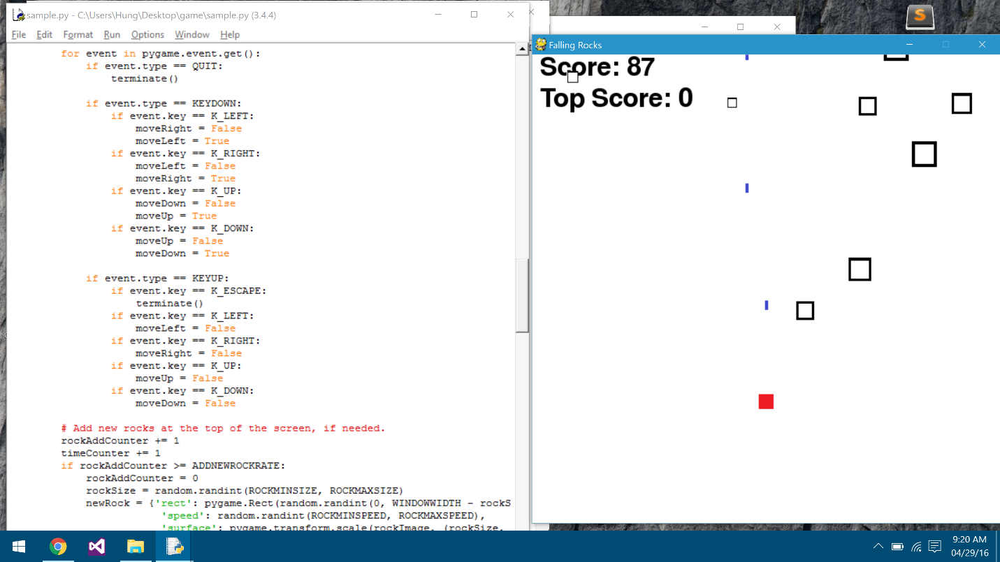 sample.py - C:\Users\Hung\Desktop\game\sample.py (3.4.4)
File Edit Format Run Options Window Help
for event in pygame.event.get():
if event.type == QUIT:
terminate()
if event.type == KEYDOWN:
if event.key == K_LEFT:
moveRight = False
moveLeft = True
if event.key == K_RIGHT:
moveLeft = False
moveRight = True
if event.key == K_UP:
moveDown = False
moveUp = True
if event.key == K_DOWN:
moveUp = False
moveDown = True
if event.type == KEYUP:
if event.key == K_ESCAPE:
terminate()
if event.key == K_LEFT:
moveLeft = False
if event.key == K_RIGHT:
moveRight = False
if event.key == K_UP:
moveUp = False
if event.key == K_DOWN:
moveDown = False
# Add new rocks at the top of the screen, if needed.
rockAddCounter += 1
timeCounter += 1
if rockAddCounter >= ADDNEWROCKRATE:
rockAddCounter = 0
rockSize = random.randint(ROCKMINSIZE, ROCKMAXSIZE)
newRock = {'rect': pygame.Rect(random.randint(0, WINDOWWIDTH - rockS
'speed': random.randint(ROCKMINSPEED, ROCKMAXSPEED),
'surface': pygame.transform.scale(rockImage, (rockSize,
S
Falling Rocks
Score: 87
Top Score: 0
9:20 AM
04/29/16